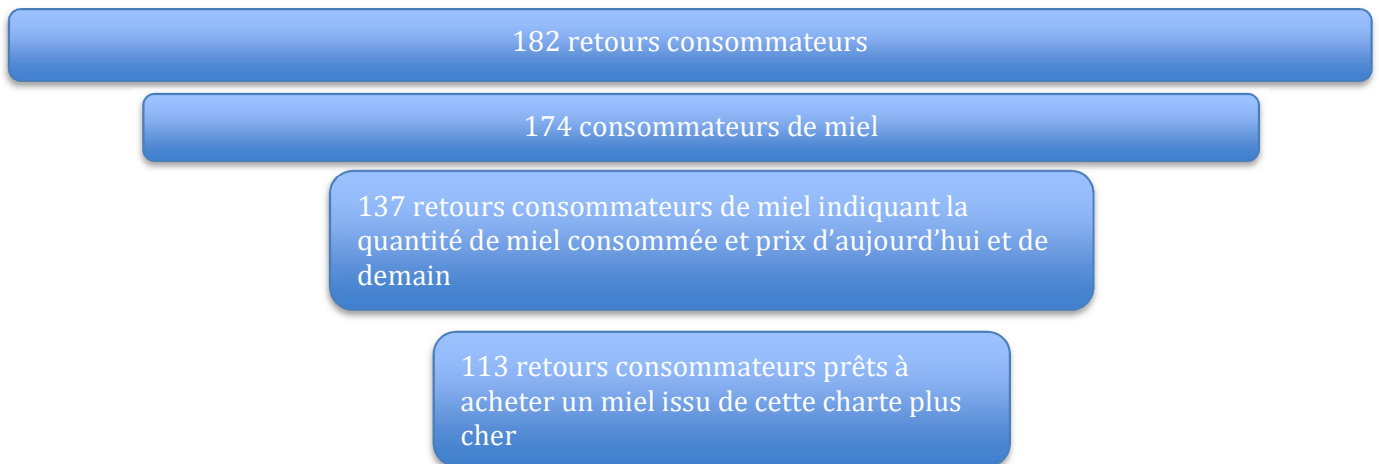 182 retours consommateurs
174 consommateurs de miel
137 retours consommateurs de miel indiquant la
quantité de miel consommée et prix d’aujourd’hui et de
demain
113 retours consommateurs prêts à
acheter un miel issu de cette charte plus
cher